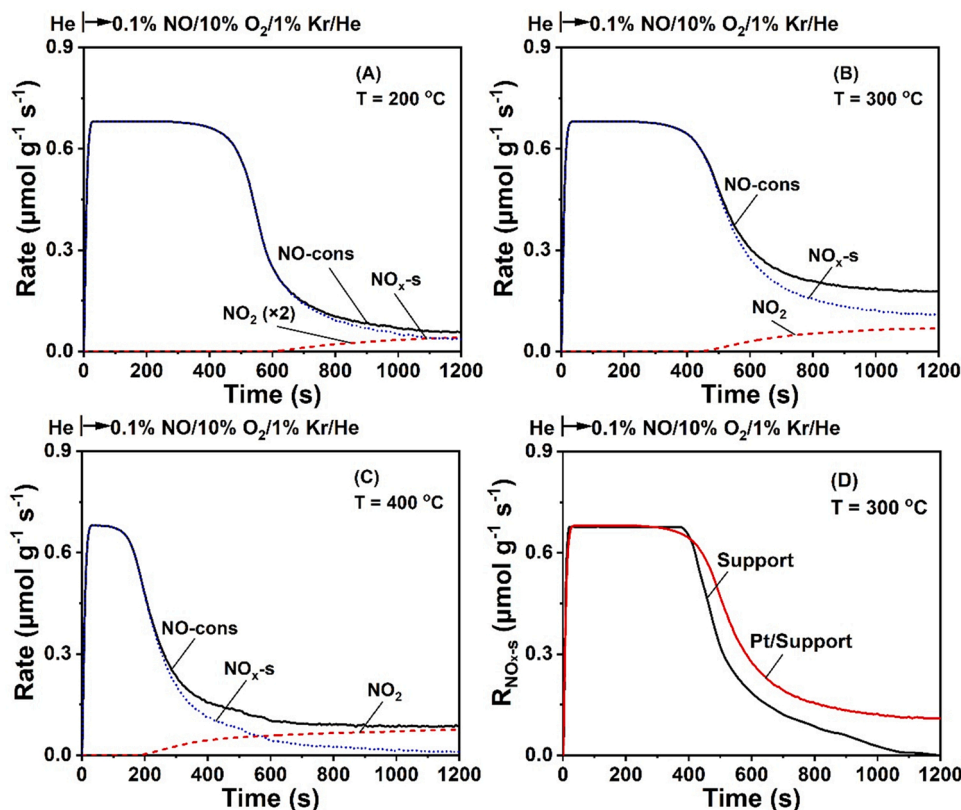 He |→0.1% NO/10% O₂/1% Kr/He
(A)
T = 200 °C
Rate (µmol g⁻¹ s⁻¹)
0.9
0.6
0.3
0.0
NO-cons
NOₓ-s
NO₂ (×2)
0 200 400 600 800 1000 1200
Time (s)
He |→0.1% NO/10% O₂/1% Kr/He
(B)
T = 300 °C
Rate (µmol g⁻¹ s⁻¹)
0.9
0.6
0.3
0.0
NO-cons
NOₓ-s
NO₂
0 200 400 600 800 1000 1200
Time (s)
He |→0.1% NO/10% O₂/1% Kr/He
(C)
T = 400 °C
Rate (µmol g⁻¹ s⁻¹)
0.9
0.6
0.3
0.0
NO-cons
NOₓ-s
NO₂
0 200 400 600 800 1000 1200
Time (s)
He |→0.1% NO/10% O₂/1% Kr/He
(D)
T = 300 °C
R_NOₓ₋s (µmol g⁻¹ s⁻¹)
0.9
0.6
0.3
0.0
Support
Pt/Support
0 200 400 600 800 1000 1200
Time (s)